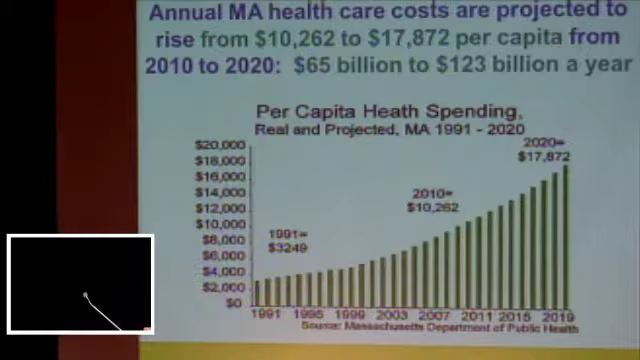 Annual MA health care costs are projected to
rise from $10,262 to $17,872 per capita from
2010 to 2020: $65 billion to $123 billion a year
Per Capita Heath Spending,
Real and Projected, MA 1991 - 2020
$20,000
$18,000
$16,000
$14,000
$12,000
$10,000
$8,000
$6,000
$4,000
$2,000
$0
1991=
$3249
2010=
$10,262
2020=
$17,872
1991 1995 1999 2003 2007 2011 2015 2019
Source: Massachusetts Department of Public Health